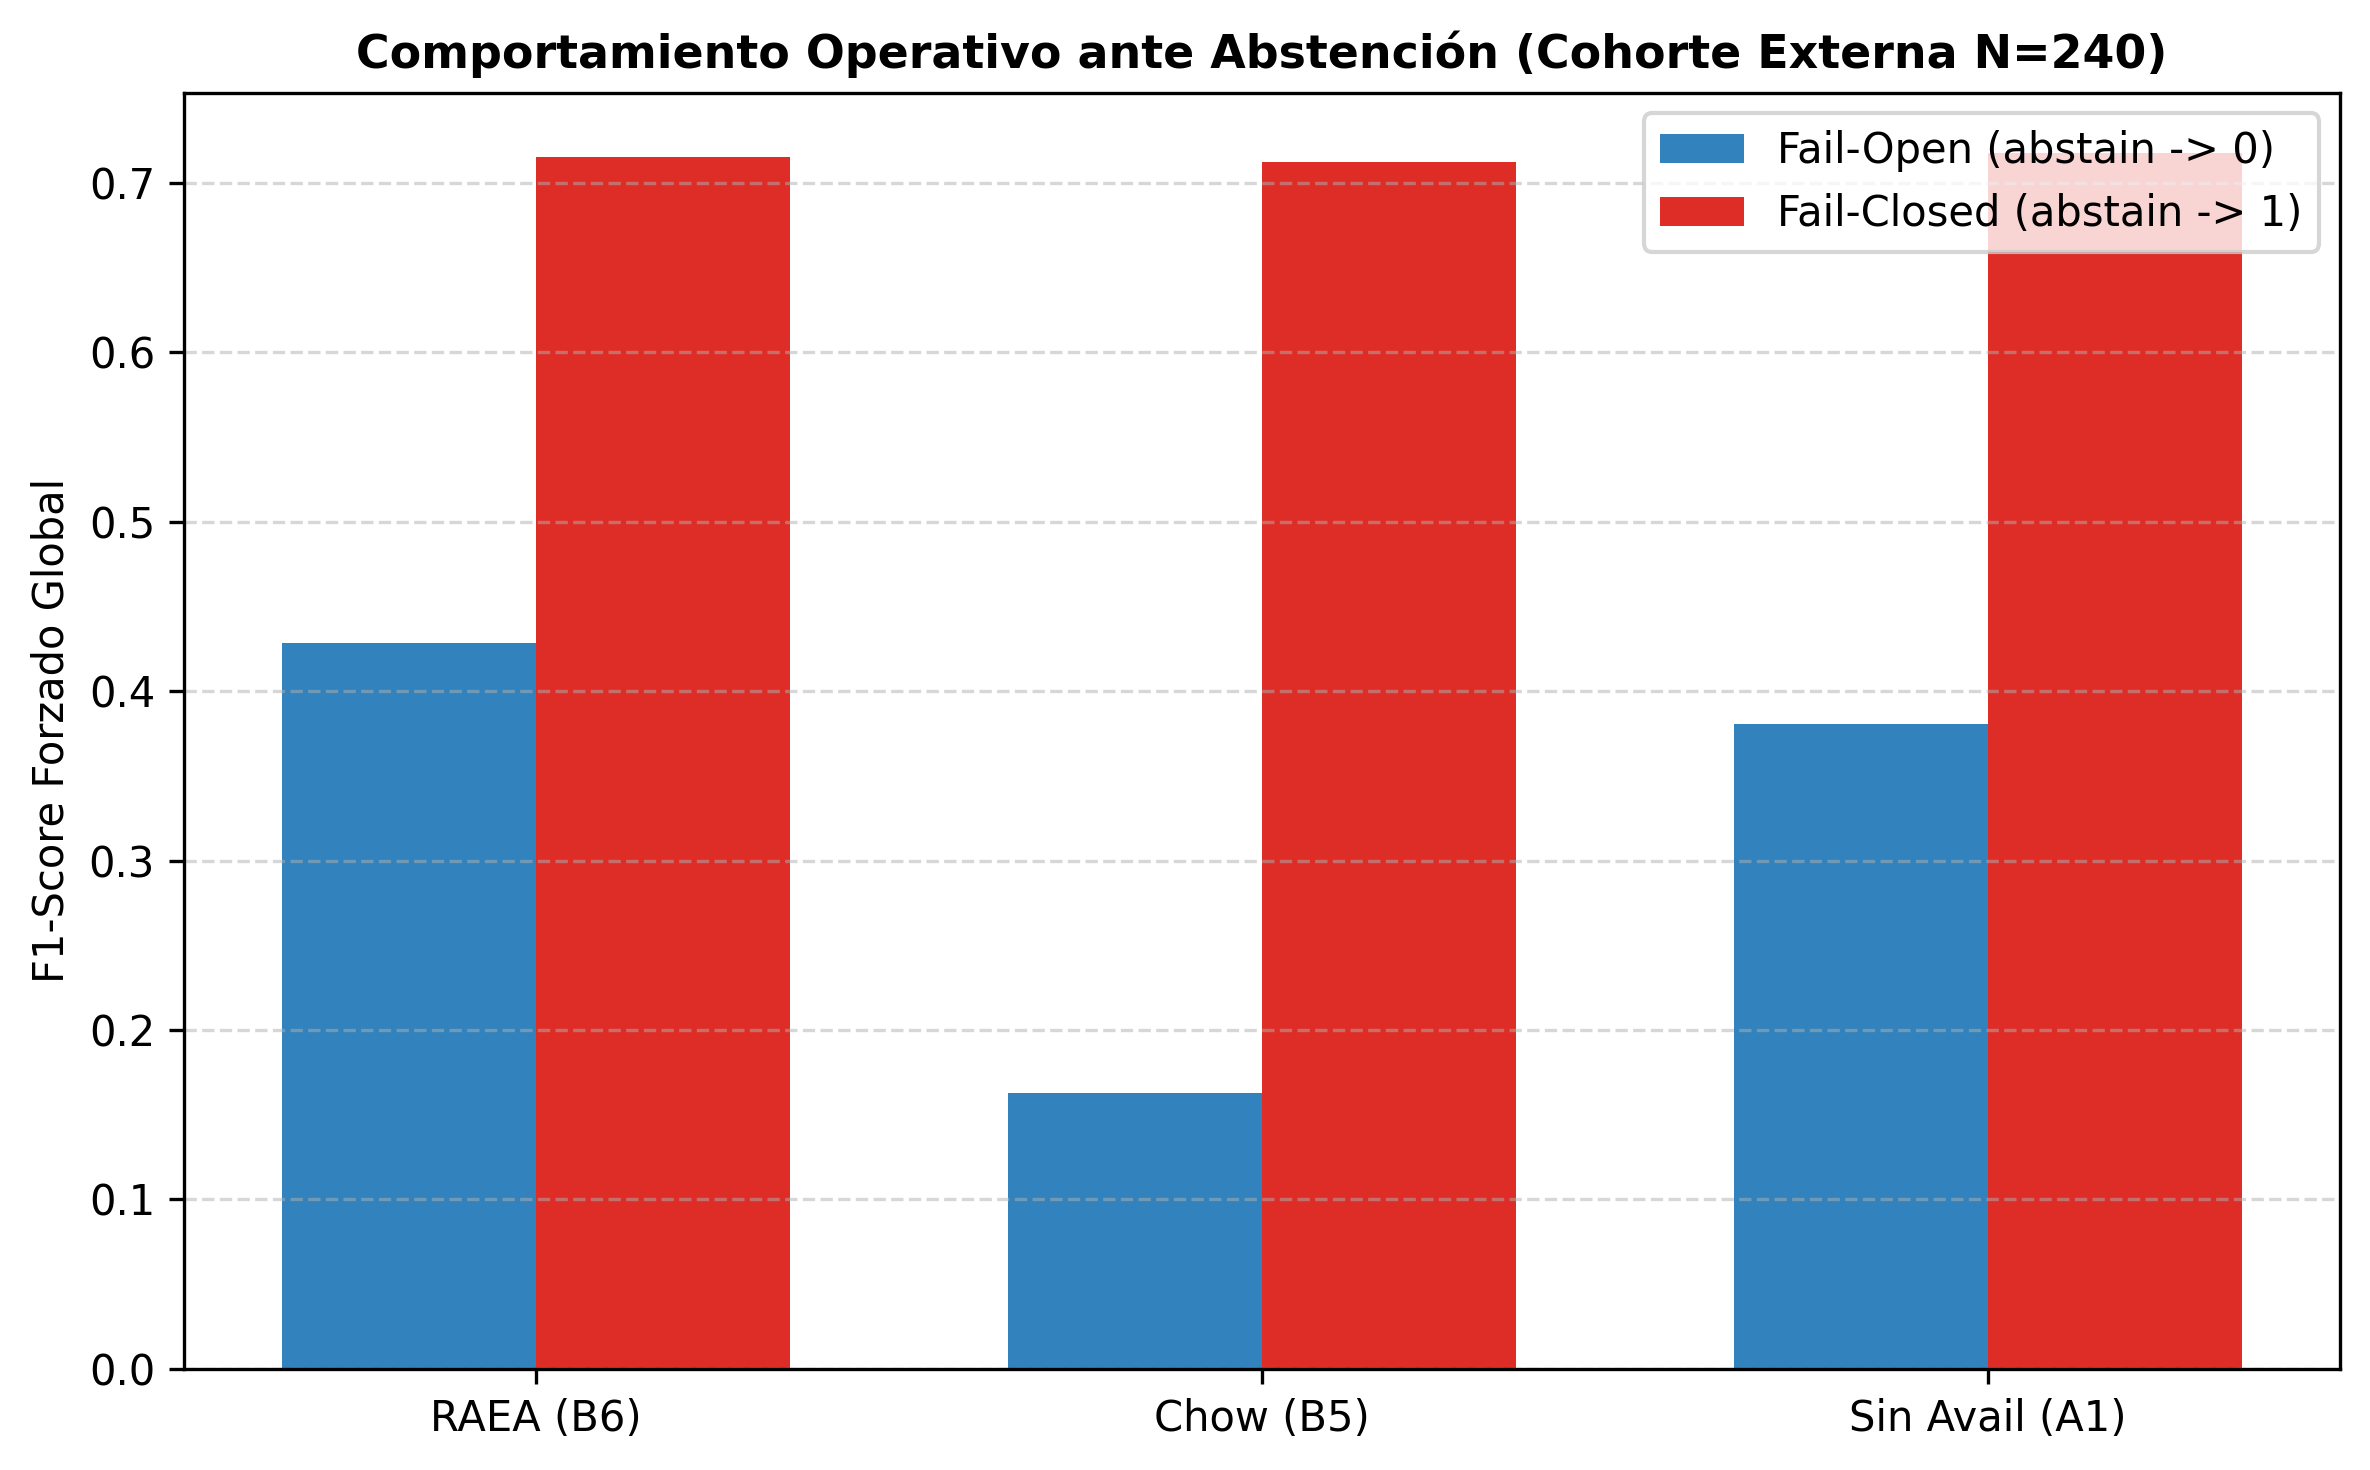 Comportamiento Operativo ante Abstención (Cohorte Externa N=240)
Fail-Open (abstain -> 0)
Fail-Closed (abstain -> 1)
F1-Score Forzado Global
0.7
0.6
0.5
0.4
0.3
0.2
0.1
0.0
RAEA (B6)
Chow (B5)
Sin Avail (A1)